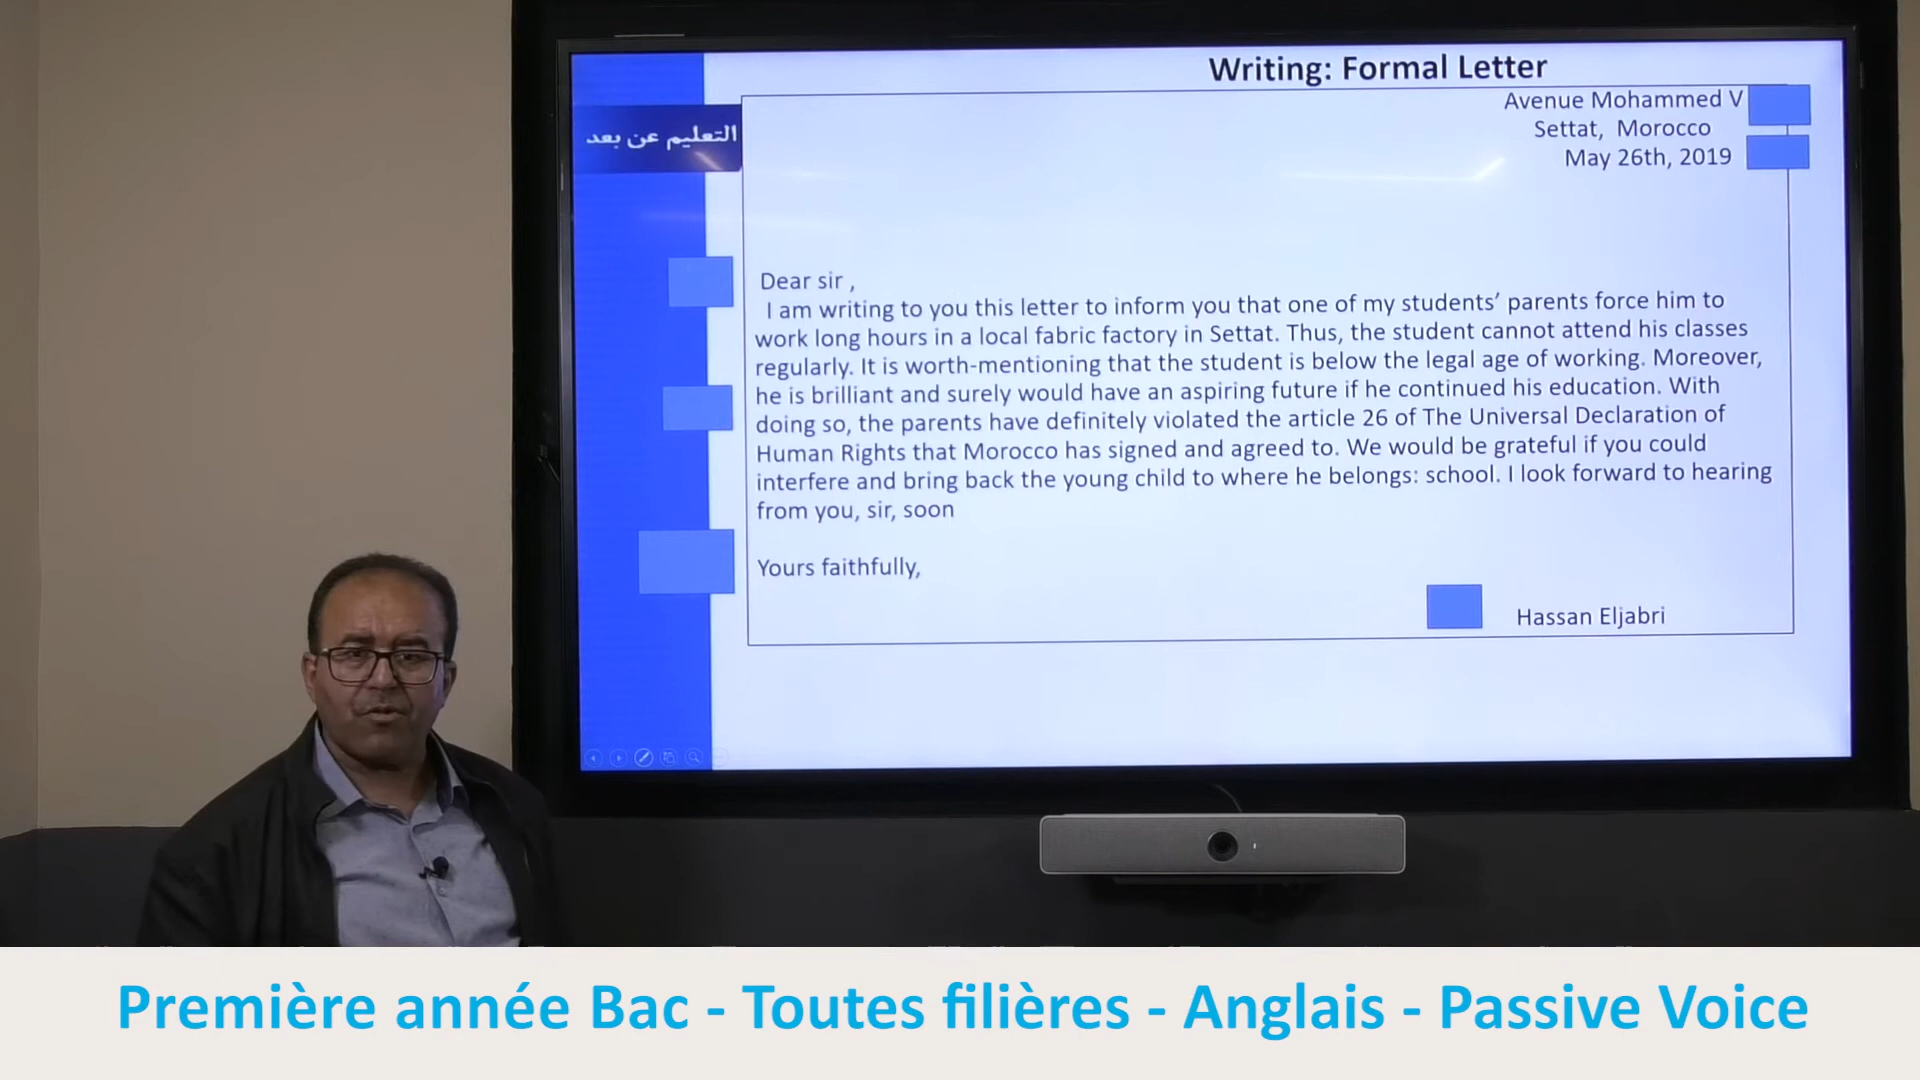 Writing: Formal Letter
التعليم عن بعد
Avenue Mohammed V
Settat, Morocco
May 26th, 2019
Dear sir ,
I am writing to you this letter to inform you that one of my students’ parents force him to
work long hours in a local fabric factory in Settat. Thus, the student cannot attend his classes
regularly. It is worth-mentioning that the student is below the legal age of working. Moreover,
he is brilliant and surely would have an aspiring future if he continued his education. With
doing so, the parents have definitely violated the article 26 of The Universal Declaration of
Human Rights that Morocco has signed and agreed to. We would be grateful if you could
interfere and bring back the young child to where he belongs: school. I look forward to hearing
from you, sir, soon
Yours faithfully,
Hassan Eljabri
Première année Bac - Toutes filières - Anglais - Passive Voice